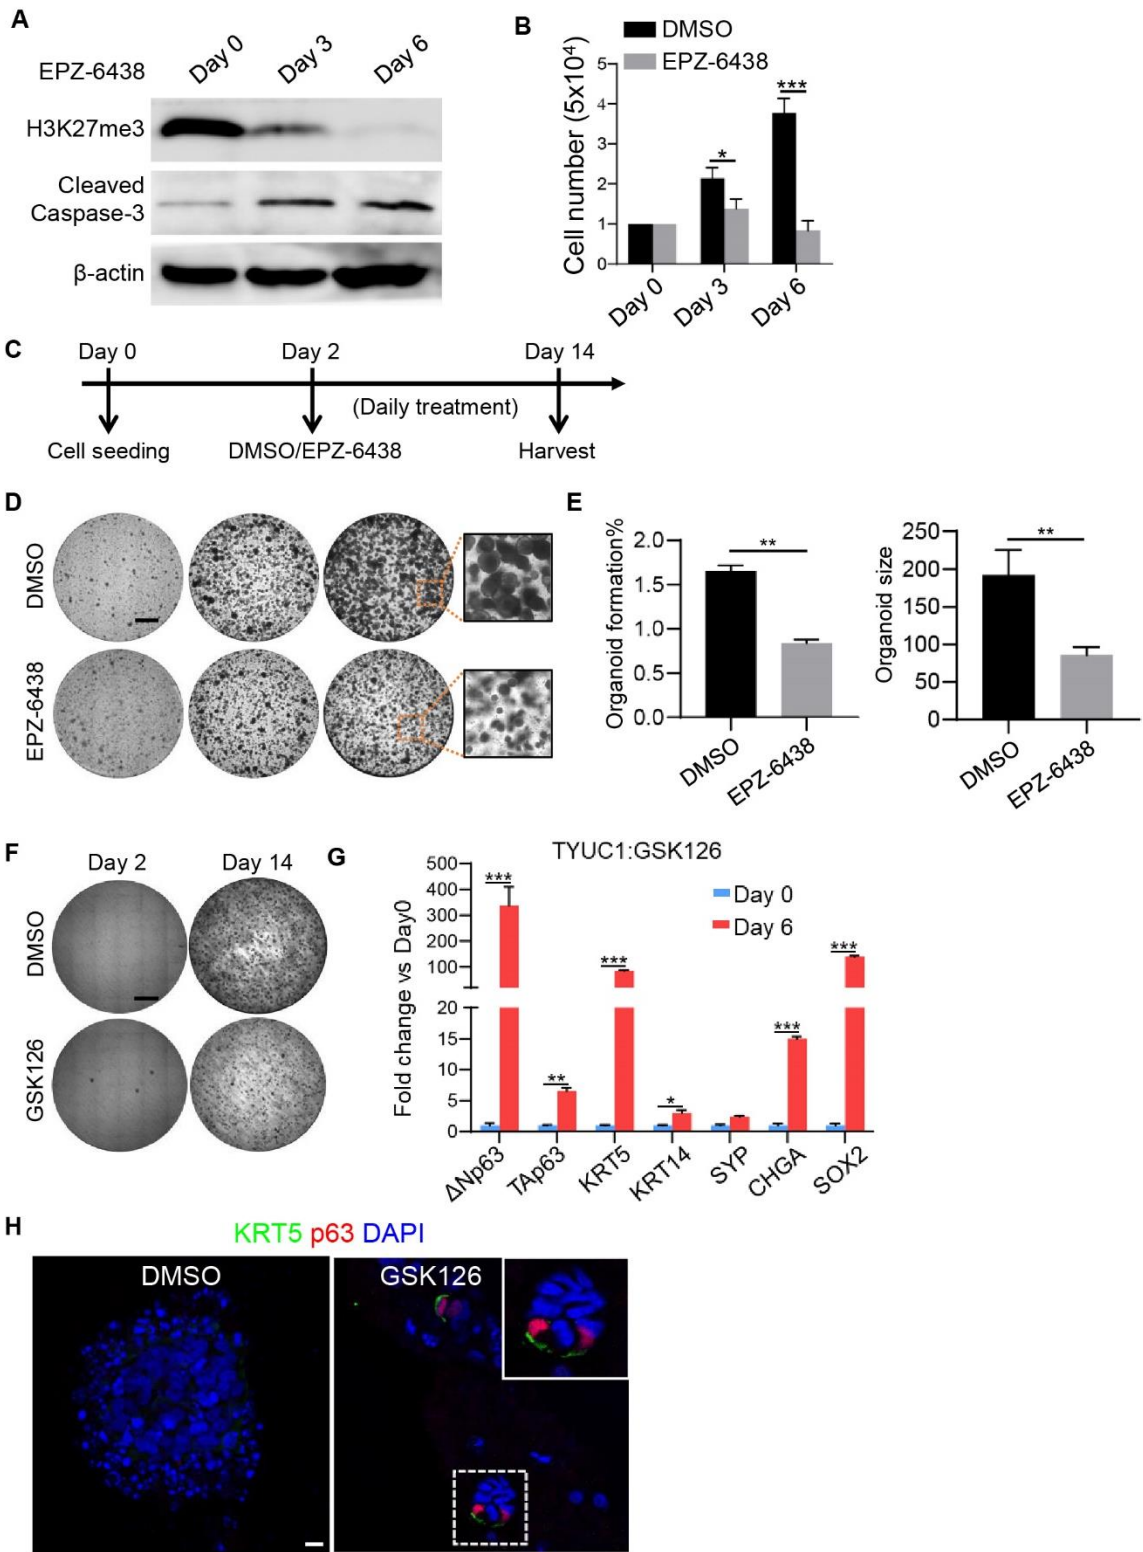 A
EPZ-6438
Day 0
Day 3
Day 6
H3K27me3
Cleaved
Caspase-3
β-actin
B
DMSO
EPZ-6438
Cell number (5x10⁴)
5
4
3
2
1
0
*
***
Day 0
Day 3
Day 6
C
Day 0
Day 2
Day 14
(Daily treatment)
Cell seeding
DMSO/EPZ-6438
Harvest
D
DMSO
EPZ-6438
E
Organoid formation%
2.0
1.5
1.0
0.5
0.0
**
DMSO
EPZ-6438
Organoid size
250
200
150
100
50
0
**
DMSO
EPZ-6438
F
Day 2
Day 14
DMSO
GSK126
G
TYUC1:GSK126
Day 0
Day 6
Fold change vs Day0
500
400
300
200
100
20
15
10
5
0
***
**
***
*
***
***
ΔNp63
TAp63
KRT5
KRT14
SYP
CHGA
SOX2
H
KRT5 p63 DAPI
DMSO
GSK126